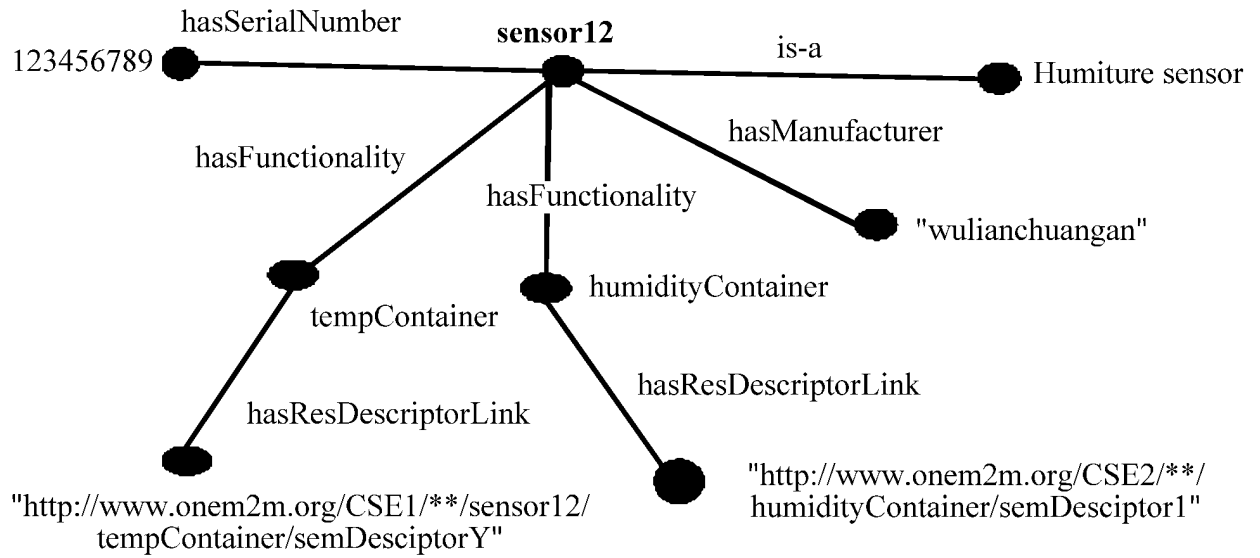 hasSerialNumber
sensor12
is-a
123456789
Humiture sensor
hasManufacturer
hasFunctionality
hasFunctionality
"wulianchuangan"
humidityContainer
tempContainer
hasResDescriptorLink
hasResDescriptorLink
"http://www.onem2m.org/CSE1/**/sensor12/
tempContainer/semDesciptorY"
"http://www.onem2m.org/CSE2/**/
humidityContainer/semDesciptor1"